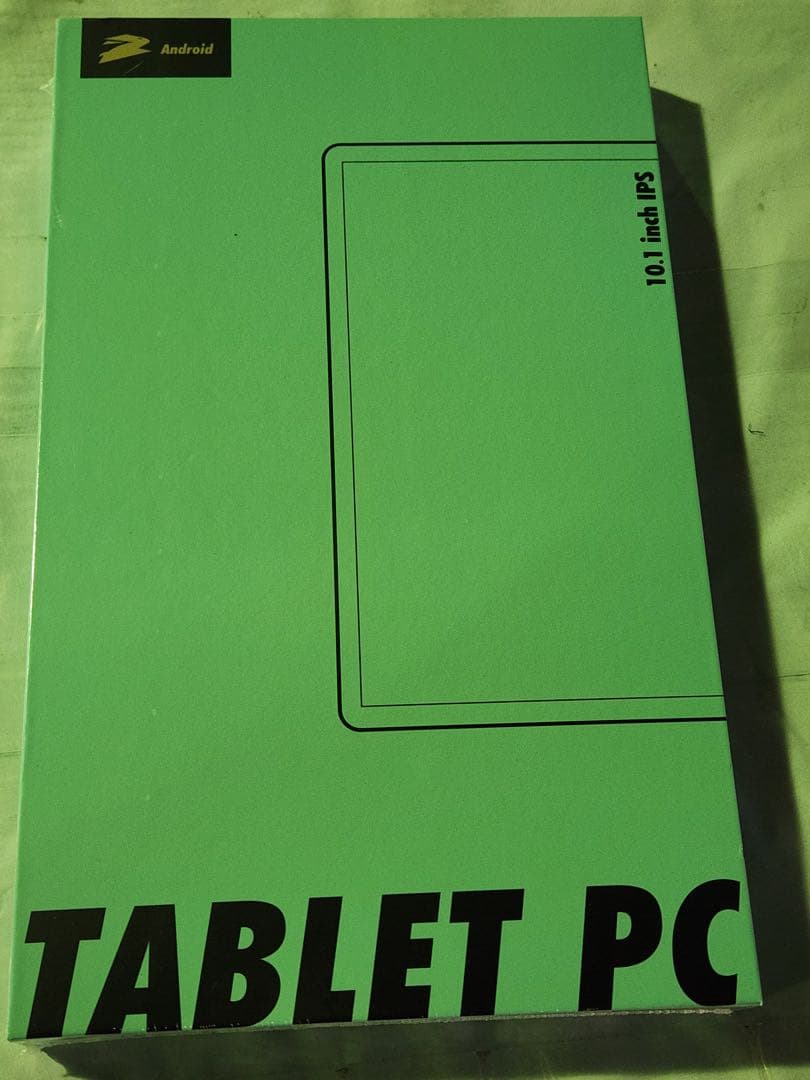 Android
10.1 inch IPS
TABLET PC